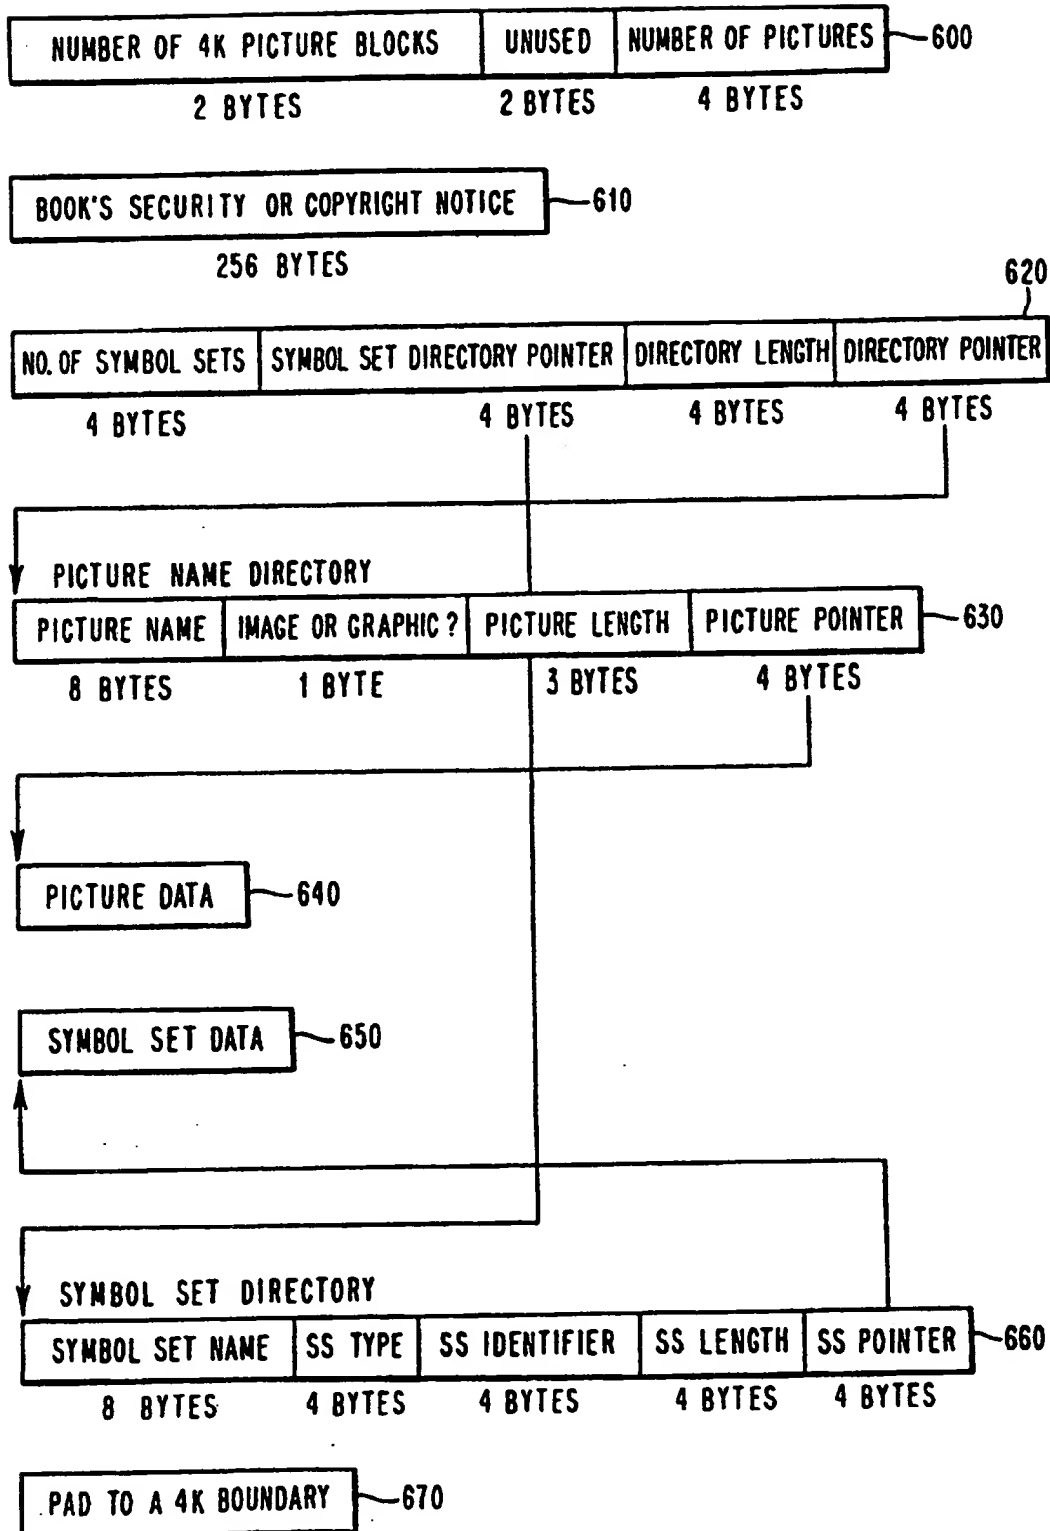 NUMBER OF 4K PICTURE BLOCKS UNUSED NUMBER OF PICTURES 600
2 BYTES 2 BYTES 4 BYTES
BOOK'S SECURITY OR COPYRIGHT NOTICE 610
256 BYTES
620
NO. OF SYMBOL SETS SYMBOL SET DIRECTORY POINTER DIRECTORY LENGTH DIRECTORY POINTER
4 BYTES 4 BYTES 4 BYTES 4 BYTES
PICTURE NAME DIRECTORY
PICTURE NAME IMAGE OR GRAPHIC? PICTURE LENGTH PICTURE POINTER 630
8 BYTES 1 BYTE 3 BYTES 4 BYTES
PICTURE DATA 640
SYMBOL SET DATA 650
SYMBOL SET DIRECTORY
SYMBOL SET NAME SS TYPE SS IDENTIFIER SS LENGTH SS POINTER 660
8 BYTES 4 BYTES 4 BYTES 4 BYTES 4 BYTES
PAD TO A 4K BOUNDARY 670